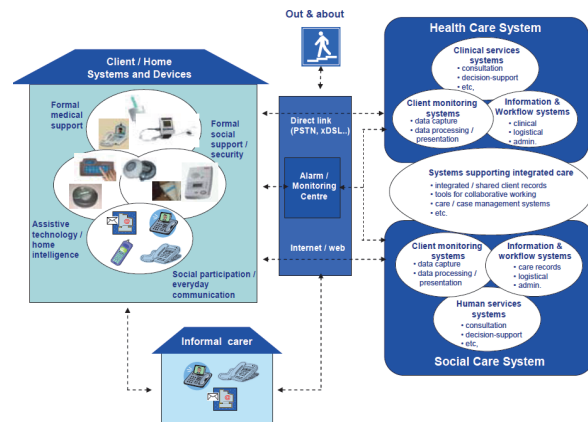 Out & about
Client / Home
Systems and Devices
Formal
medical
support
Formal
social
support /
security
Assistive
technology /
home
intelligence
Social participation /
everyday
communication
Direct link
(PSTN, xDSL..)
Alarm /
Monitoring
Centre
Internet / web
Informal carer
Health Care System
Clinical services
systems
• consultation
• decision-support
• etc,
Client monitoring
systems
• data capture
• data processing /
presentation
Information &
Workflow systems
• clinical
• logistical
• admin.
Systems supporting integrated care
• integrated / shared client records
• tools for collaborative working
• care / case management systems
• etc.
Client monitoring
systems
• data capture
• data processing /
presentation
Information &
workflow systems
• care records
• logistical
• admin.
Human services
systems
• consultation
• decision-support
• etc,
Social Care System